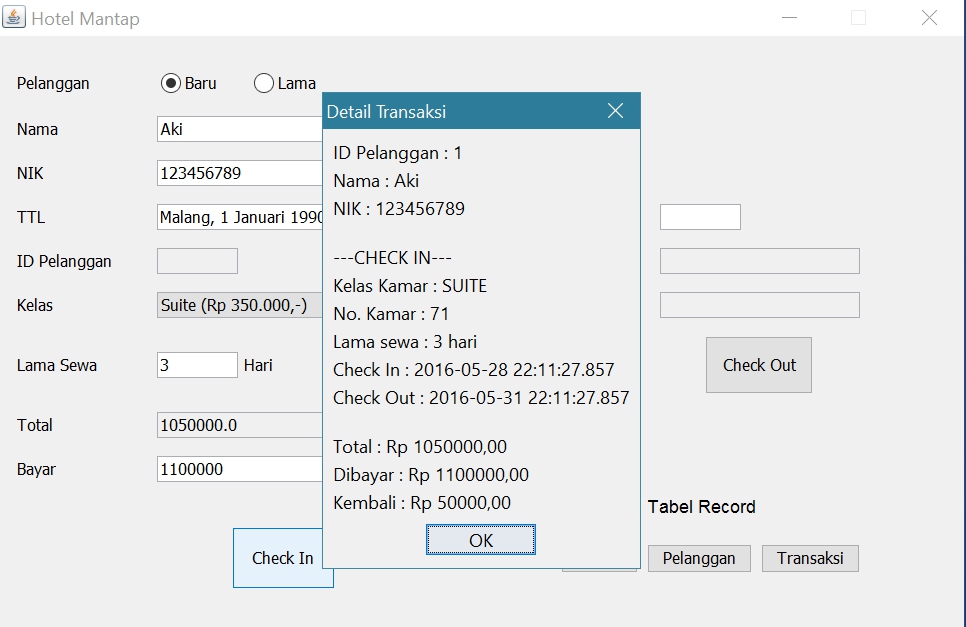 Hotel Mantap
Pelanggan Baru Lama
Nama Aki
NIK 123456789
TTL Malang, 1 Januari 1990
ID Pelanggan
Kelas Suite (Rp 350.000,-)
Lama Sewa 3 Hari
Total 1050000.0
Bayar 1100000
Check In
Detail Transaksi
ID Pelanggan : 1
Nama : Aki
NIK : 123456789
---CHECK IN---
Kelas Kamar : SUITE
No. Kamar : 71
Lama sewa : 3 hari
Check In : 2016-05-28 22:11:27.857
Check Out : 2016-05-31 22:11:27.857
Total : Rp 1050000,00
Dibayar : Rp 1100000,00
Kembali : Rp 50000,00
OK
Check Out
Tabel Record
Pelanggan Transaksi